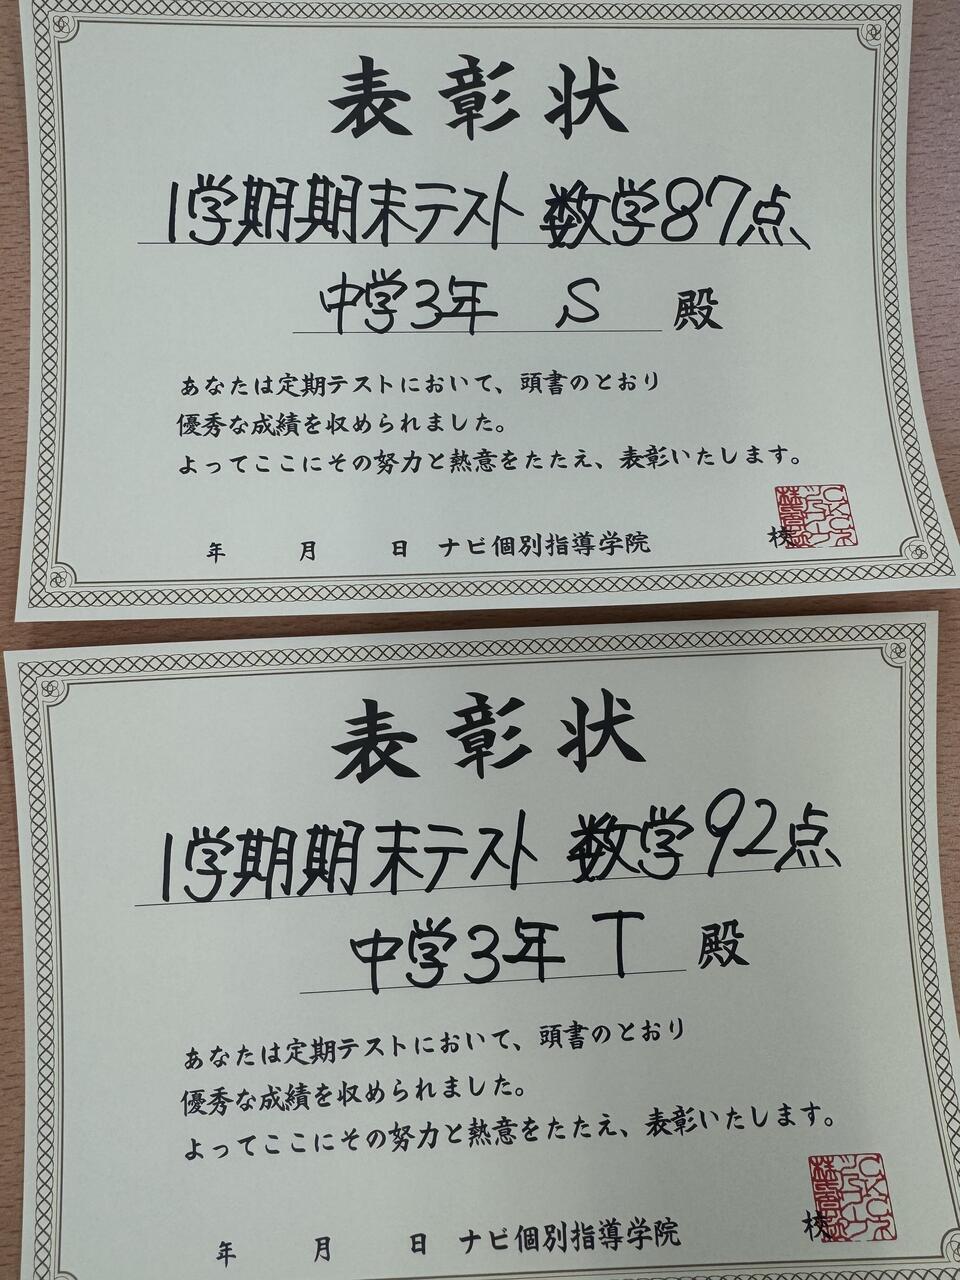 表彰状
1学期期末テスト 数学87点
中学3年 S 殿
あなたは定期テストにおいて、頭書のとおり
優秀な成績を収められました。
よってここにその努力と熱意をたたえ、表彰いたします。
年 月 日 ナビ個別指導学院 校
表彰状
1学期期末テスト 数学92点
中学3年 T 殿
あなたは定期テストにおいて、頭書のとおり
優秀な成績を収められました。
よってここにその努力と熱意をたたえ、表彰いたします。
年 月 日 ナビ個別指導学院 校